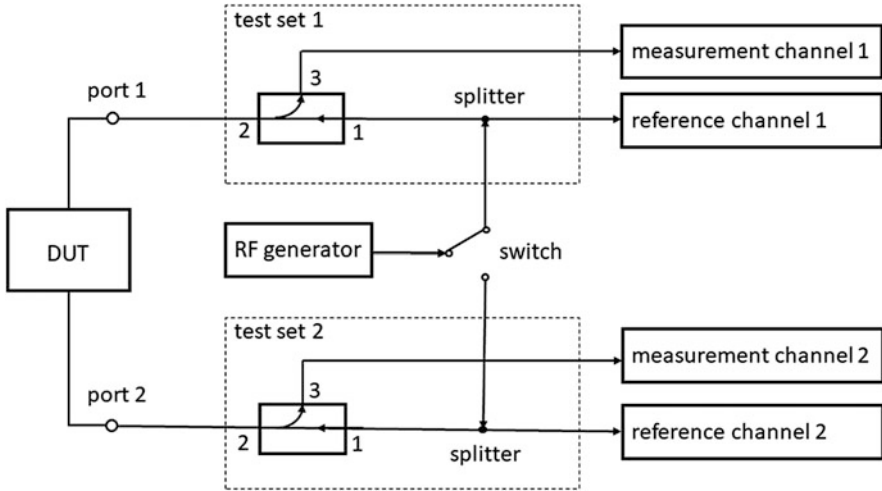 test set 1
measurement channel 1
port 1
3
splitter
2
1
reference channel 1
DUT
RF generator
switch
test set 2
measurement channel 2
port 2
3
2
1
splitter
reference channel 2